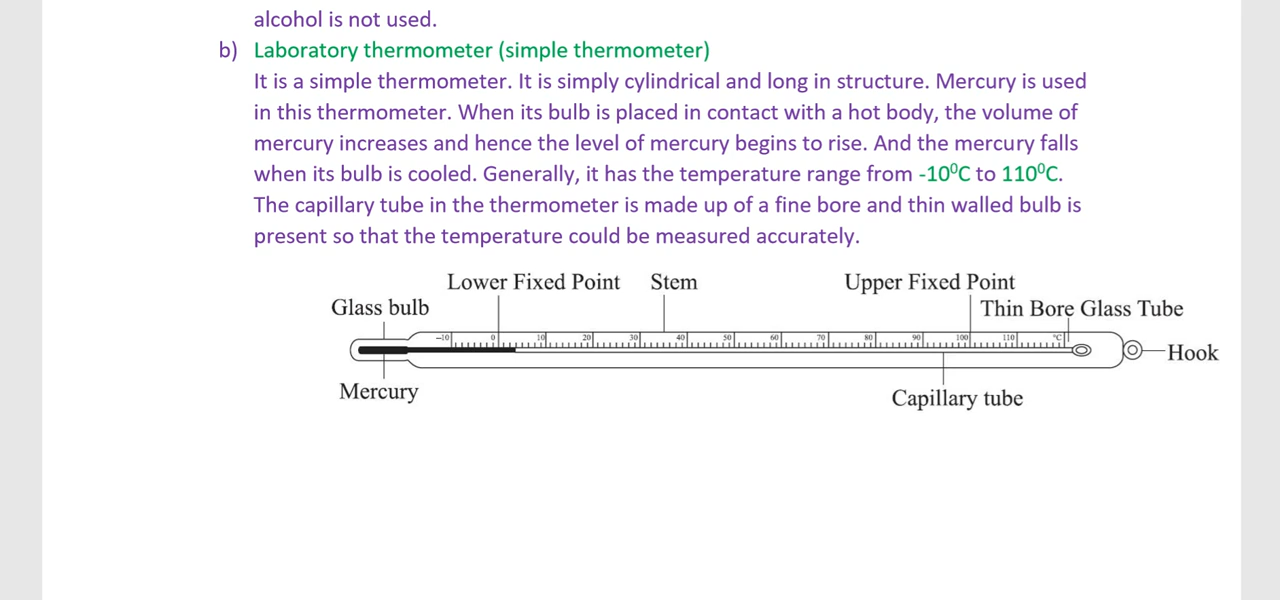 alcohol is not used.
b) Laboratory thermometer (simple thermometer)
It is a simple thermometer. It is simply cylindrical and long in structure. Mercury is used
in this thermometer. When its bulb is placed in contact with a hot body, the volume of
mercury increases and hence the level of mercury begins to rise. And the mercury falls
when its bulb is cooled. Generally, it has the temperature range from -10⁰C to 110⁰C.
The capillary tube in the thermometer is made up of a fine bore and thin walled bulb is
present so that the temperature could be measured accurately.
Lower Fixed Point Stem Upper Fixed Point
Glass bulb Thin Bore Glass Tube
–10 0 10 20 30 40 50 60 70 80 90 100 110 °C
Hook
Mercury Capillary tube